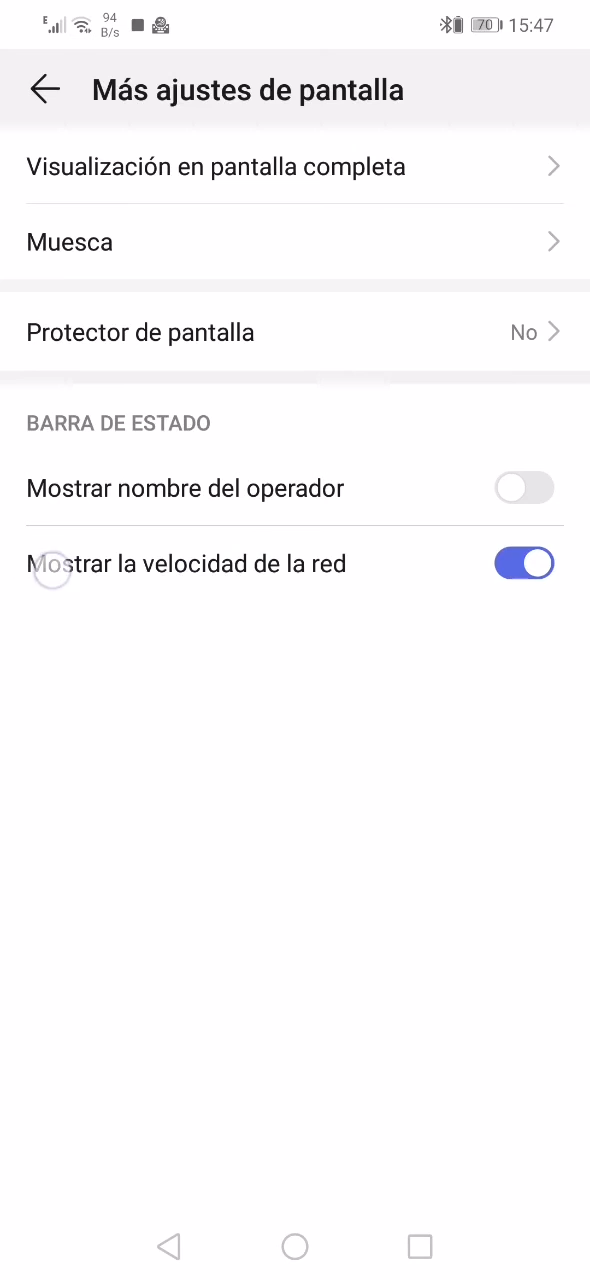 E 94 B/s 70 15:47
Más ajustes de pantalla
Visualización en pantalla completa
Muesca
Protector de pantalla No
BARRA DE ESTADO
Mostrar nombre del operador
Mostrar la velocidad de la red